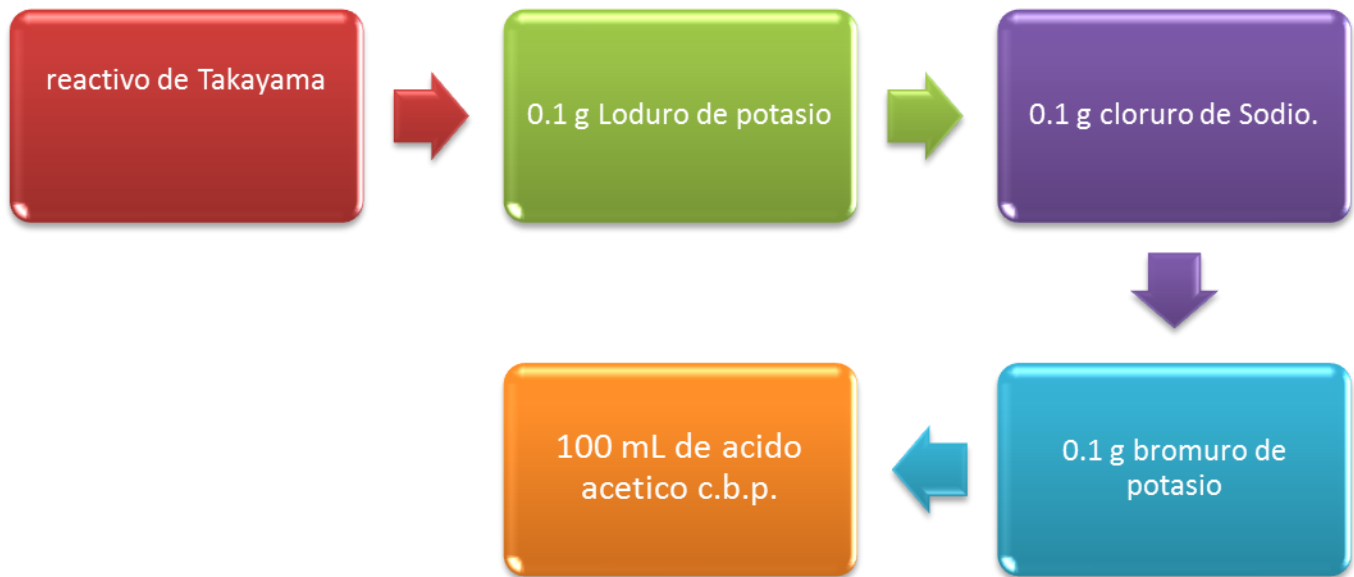 reactivo de Takayama
0.1 g Loduro de potasio
0.1 g cloruro de Sodio.
0.1 g bromuro de
potasio
100 mL de acido
acetico c.b.p.